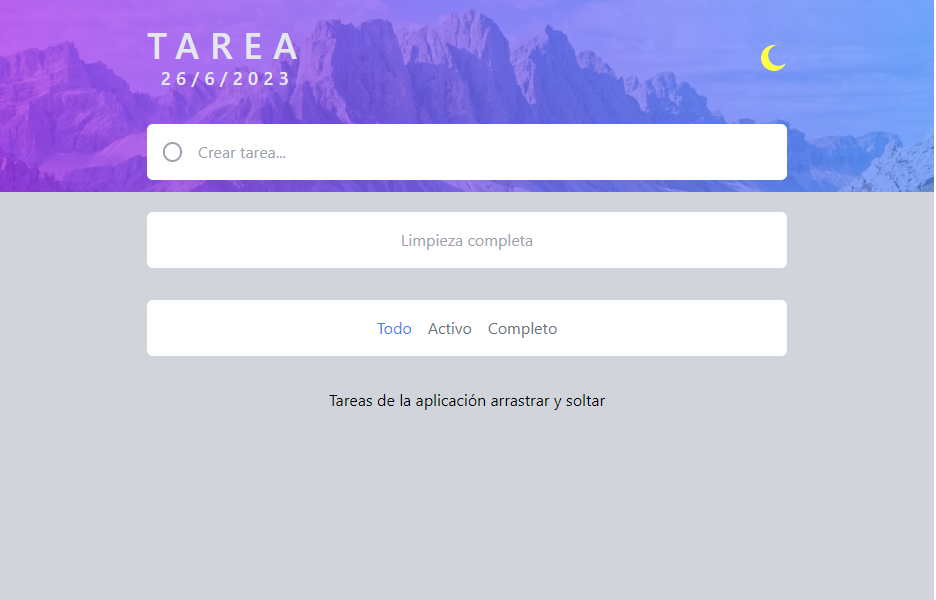 TAREA
26/6/2023
Crear tarea...
Limpieza completa
Todo Activo Completo
Tareas de la aplicación arrastrar y soltar